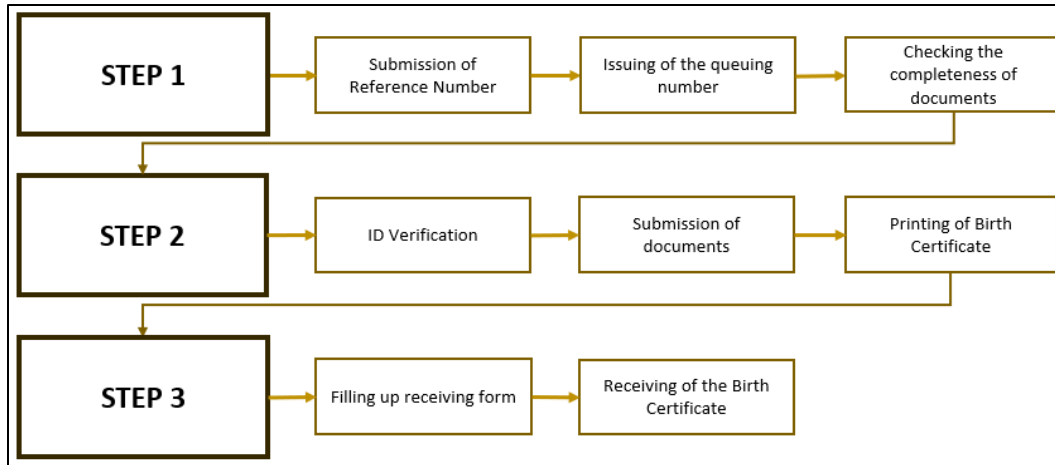 STEP 1
Submission of
Reference Number
Issuing of the queuing
number
Checking the
completeness of
documents
STEP 2
ID Verification
Submission of
documents
Printing of Birth
Certificate
STEP 3
Filling up receiving form
Receiving of the Birth
Certificate